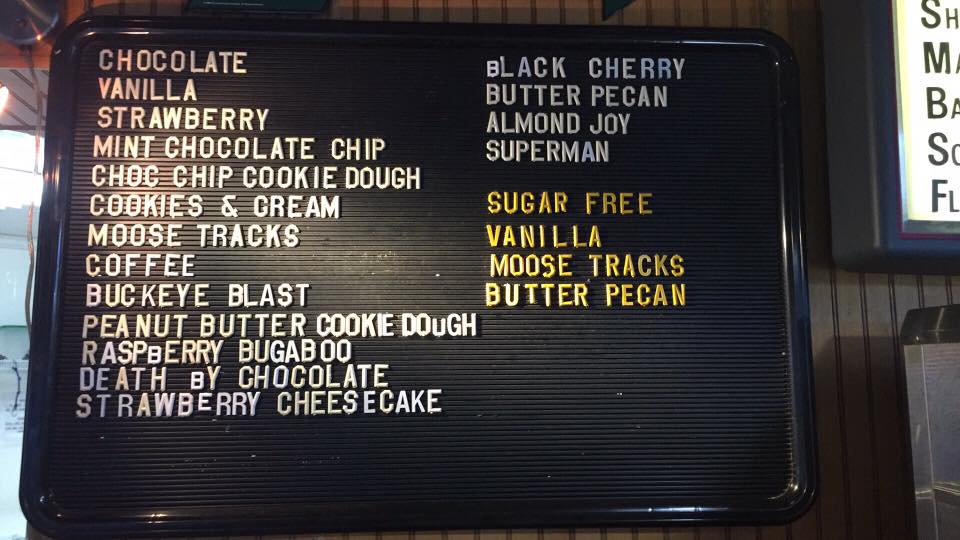 CHOCOLATE
VANILLA
STRAWBERRY
MINT CHOCOLATE CHIP
CHOC CHIP COOKIE DOUGH
COOKIES & CREAM
MOOSE TRACKS
COFFEE
BUCKEYE BLAST
PEANUT BUTTER COOKIE DOUGH
RASPBERRY BUGABOO
DEATH BY CHOCOLATE
STRAWBERRY CHEESECAKE
BLACK CHERRY
BUTTER PECAN
ALMOND JOY
SUPERMAN
SUGAR FREE
VANILLA
MOOSE TRACKS
BUTTER PECAN